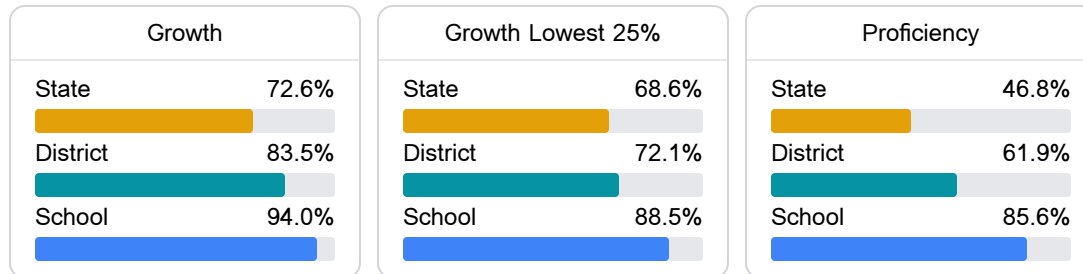 Growth
State 72.6%
District 83.5%
School 94.0%
Growth Lowest 25%
State 68.6%
District 72.1%
School 88.5%
Proficiency
State 46.8%
District 61.9%
School 85.6%